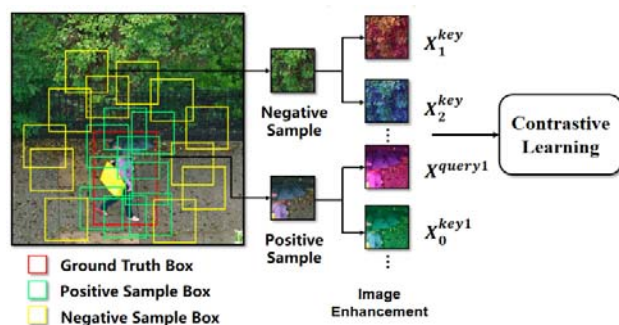 X_1^{key}
X_2^{key}
Negative
Sample
Contrastive
Learning
X^{query1}
X_0^{key1}
Positive
Sample
Ground Truth Box
Positive Sample Box
Negative Sample Box
Image
Enhancement